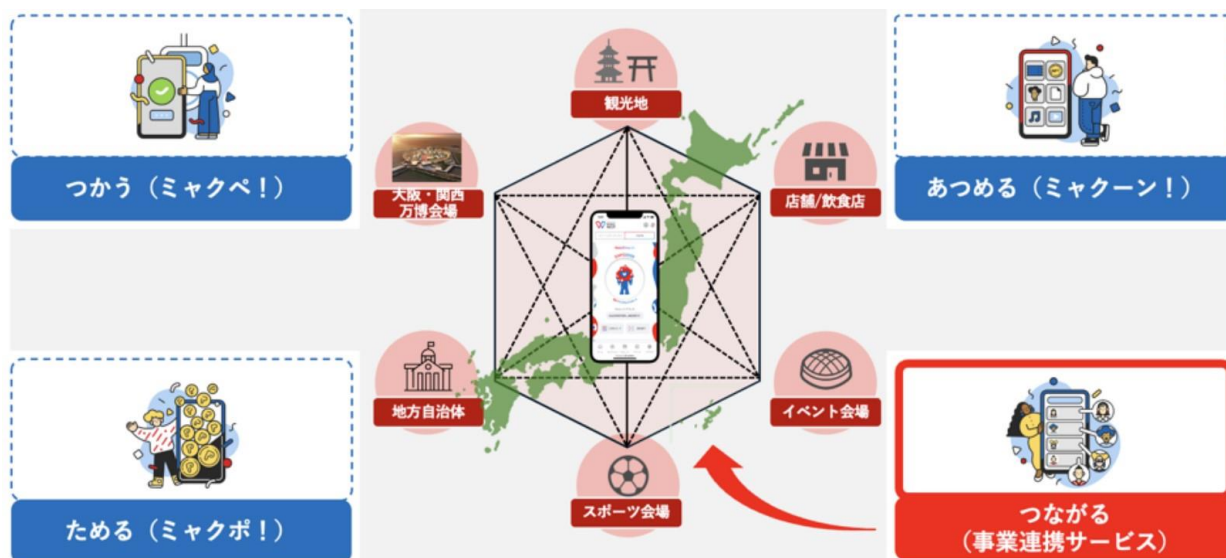 観光地
つかう（ミャクペ！）
大阪・関西
万博会場
店舗/飲食店
あつめる（ミャクーン！）
地方自治体
イベント会場
ためる（ミャクポ！）
スポーツ会場
つながる
（事業連携サービス）